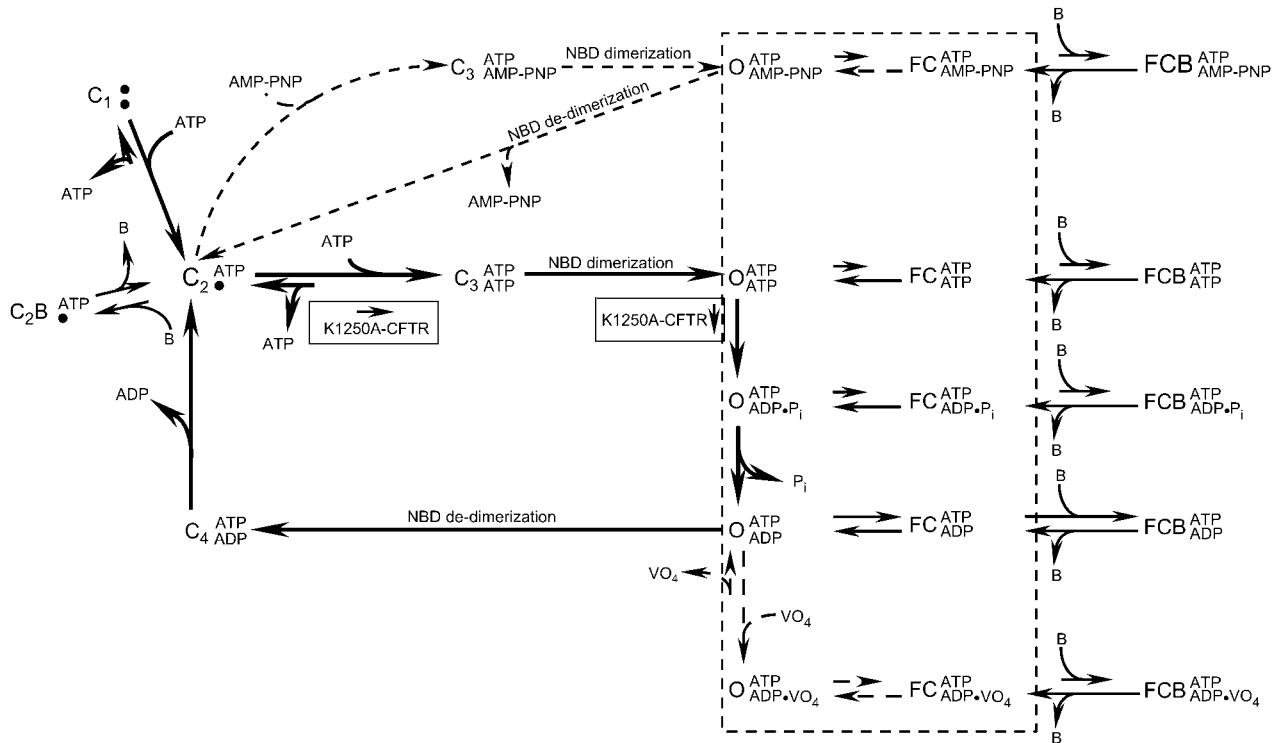 B
NBD dimerization
C₃ ATP AMP-PNP
O ATP AMP-PNP
FC ATP AMP-PNP
FCB ATP AMP-PNP
AMP-PNP
B
NBD de-dimerization
C₁
ATP
ATP
AMP-PNP
B
B
ATP
C₂ ATP
C₃ ATP ATP
NBD dimerization
O ATP ATP
FC ATP ATP
FCB ATP ATP
C₂B ATP
B
ATP
K1250A-CFTR
K1250A-CFTR
B
B
ADP
O ATP ADP•Pᵢ
FC ATP ADP•Pᵢ
FCB ATP ADP•Pᵢ
B
Pᵢ
B
C₄ ATP ADP
NBD de-dimerization
O ATP ADP
FC ATP ADP
FCB ATP ADP
VO₄
B
VO₄
B
O ATP ADP•VO₄
FC ATP ADP•VO₄
FCB ATP ADP•VO₄
B